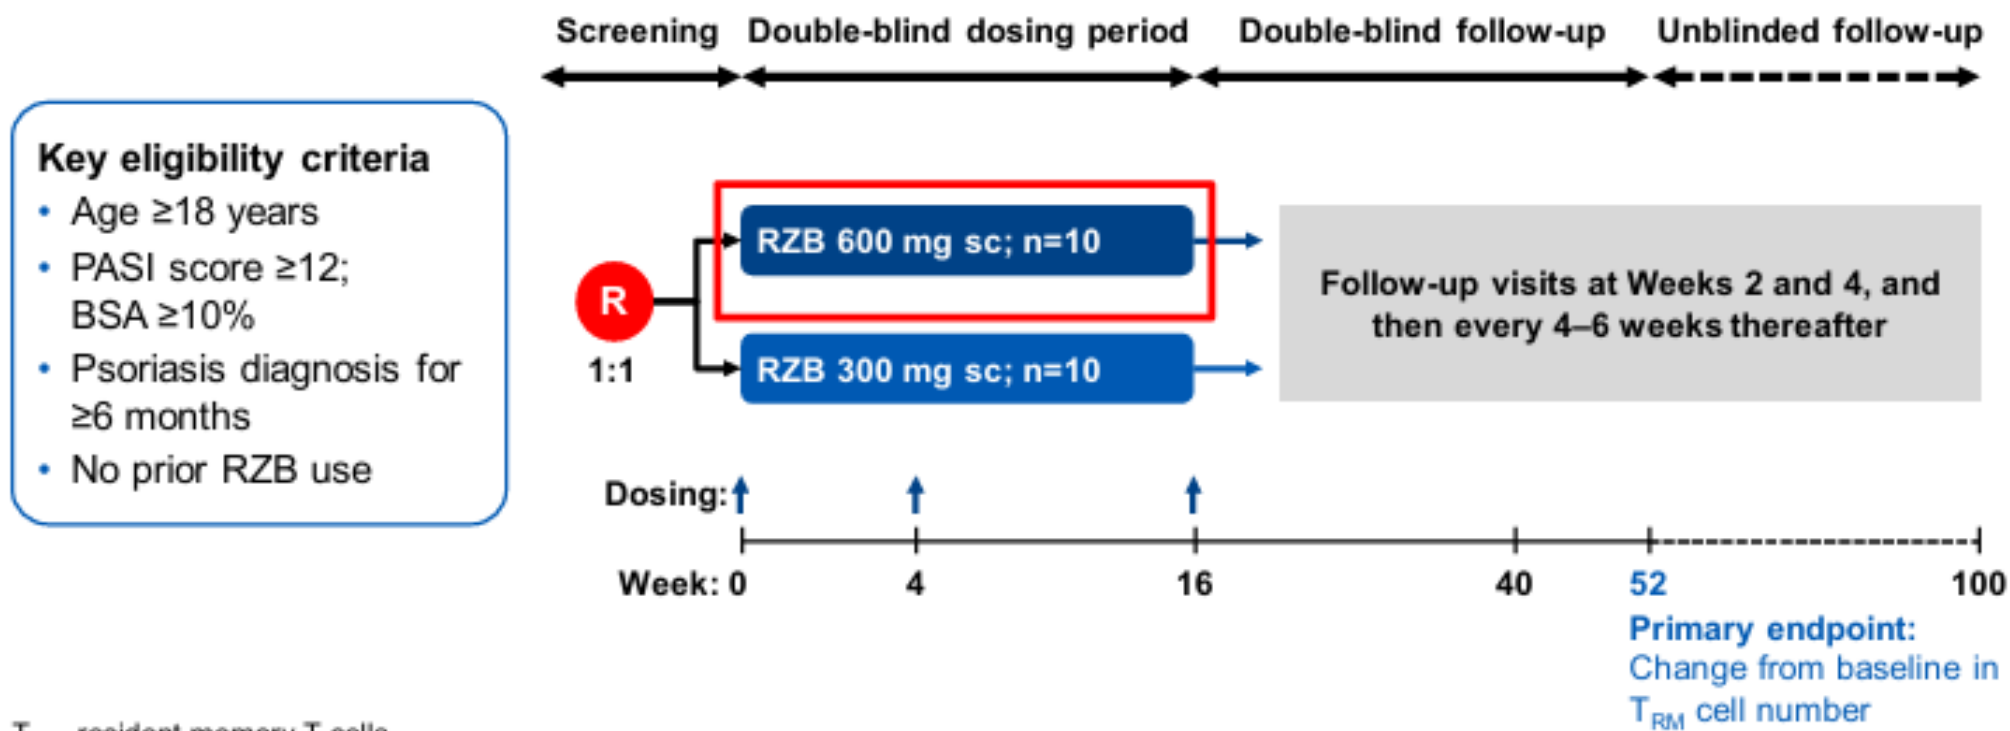 Screening Double-blind dosing period Double-blind follow-up Unblinded follow-up
Key eligibility criteria
• Age ≥18 years
• PASI score ≥12;
BSA ≥10%
• Psoriasis diagnosis for
≥6 months
• No prior RZB use
R
1:1
RZB 600 mg sc; n=10
RZB 300 mg sc; n=10
Follow-up visits at Weeks 2 and 4, and
then every 4–6 weeks thereafter
Dosing:
Week: 0 4 16 40 52 100
Primary endpoint:
Change from baseline in
TRM cell number
resident memory T cells